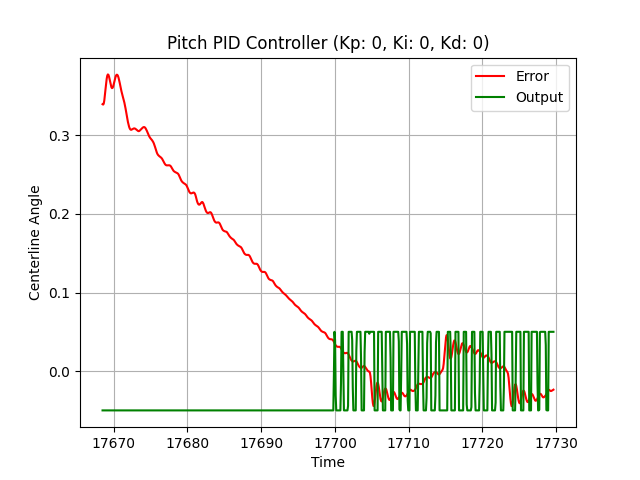 Pitch PID Controller (Kp: 0, Ki: 0, Kd: 0)
Error
Output
Centerline Angle
0.3
0.2
0.1
0.0
17670 17680 17690 17700 17710 17720 17730
Time